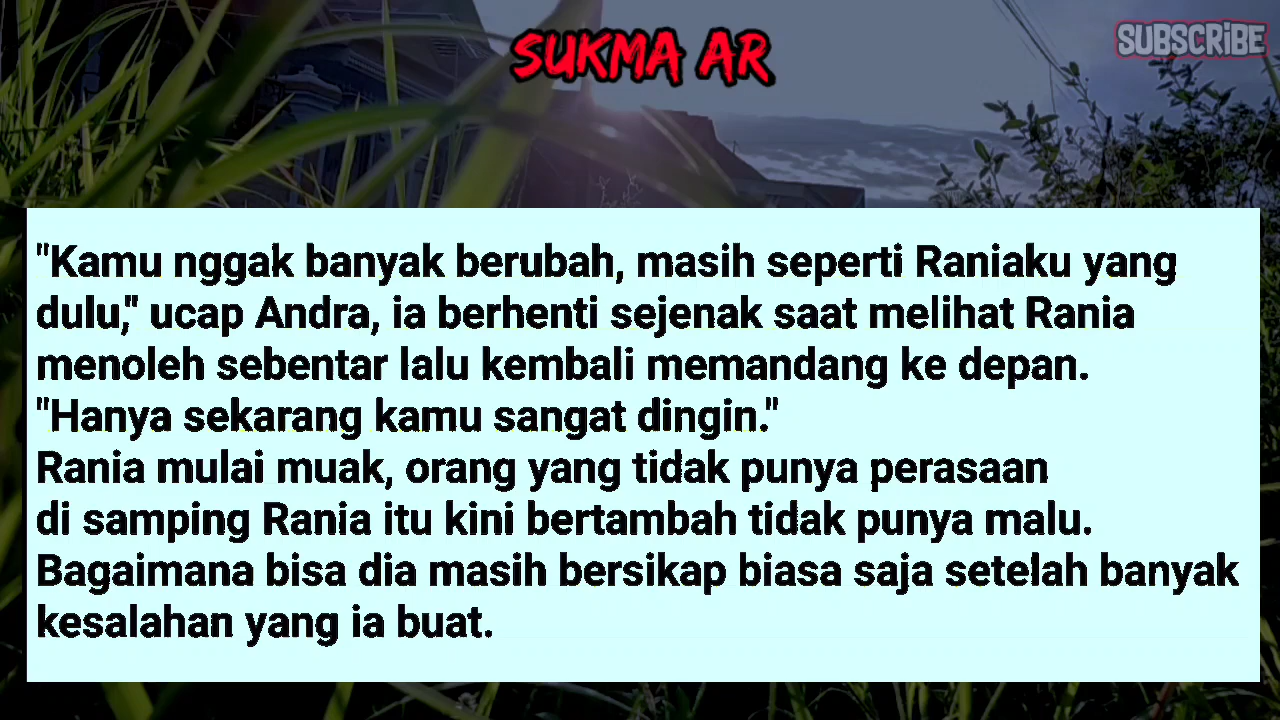 SUKMA AR
SUBSCRIBE
"Kamu nggak banyak berubah, masih seperti Raniaku yang
dulu," ucap Andra, ia berhenti sejenak saat melihat Rania
menoleh sebentar lalu kembali memandang ke depan.
"Hanya sekarang kamu sangat dingin."
Rania mulai muak, orang yang tidak punya perasaan
di samping Rania itu kini bertambah tidak punya malu.
Bagaimana bisa dia masih bersikap biasa saja setelah banyak
kesalahan yang ia buat.